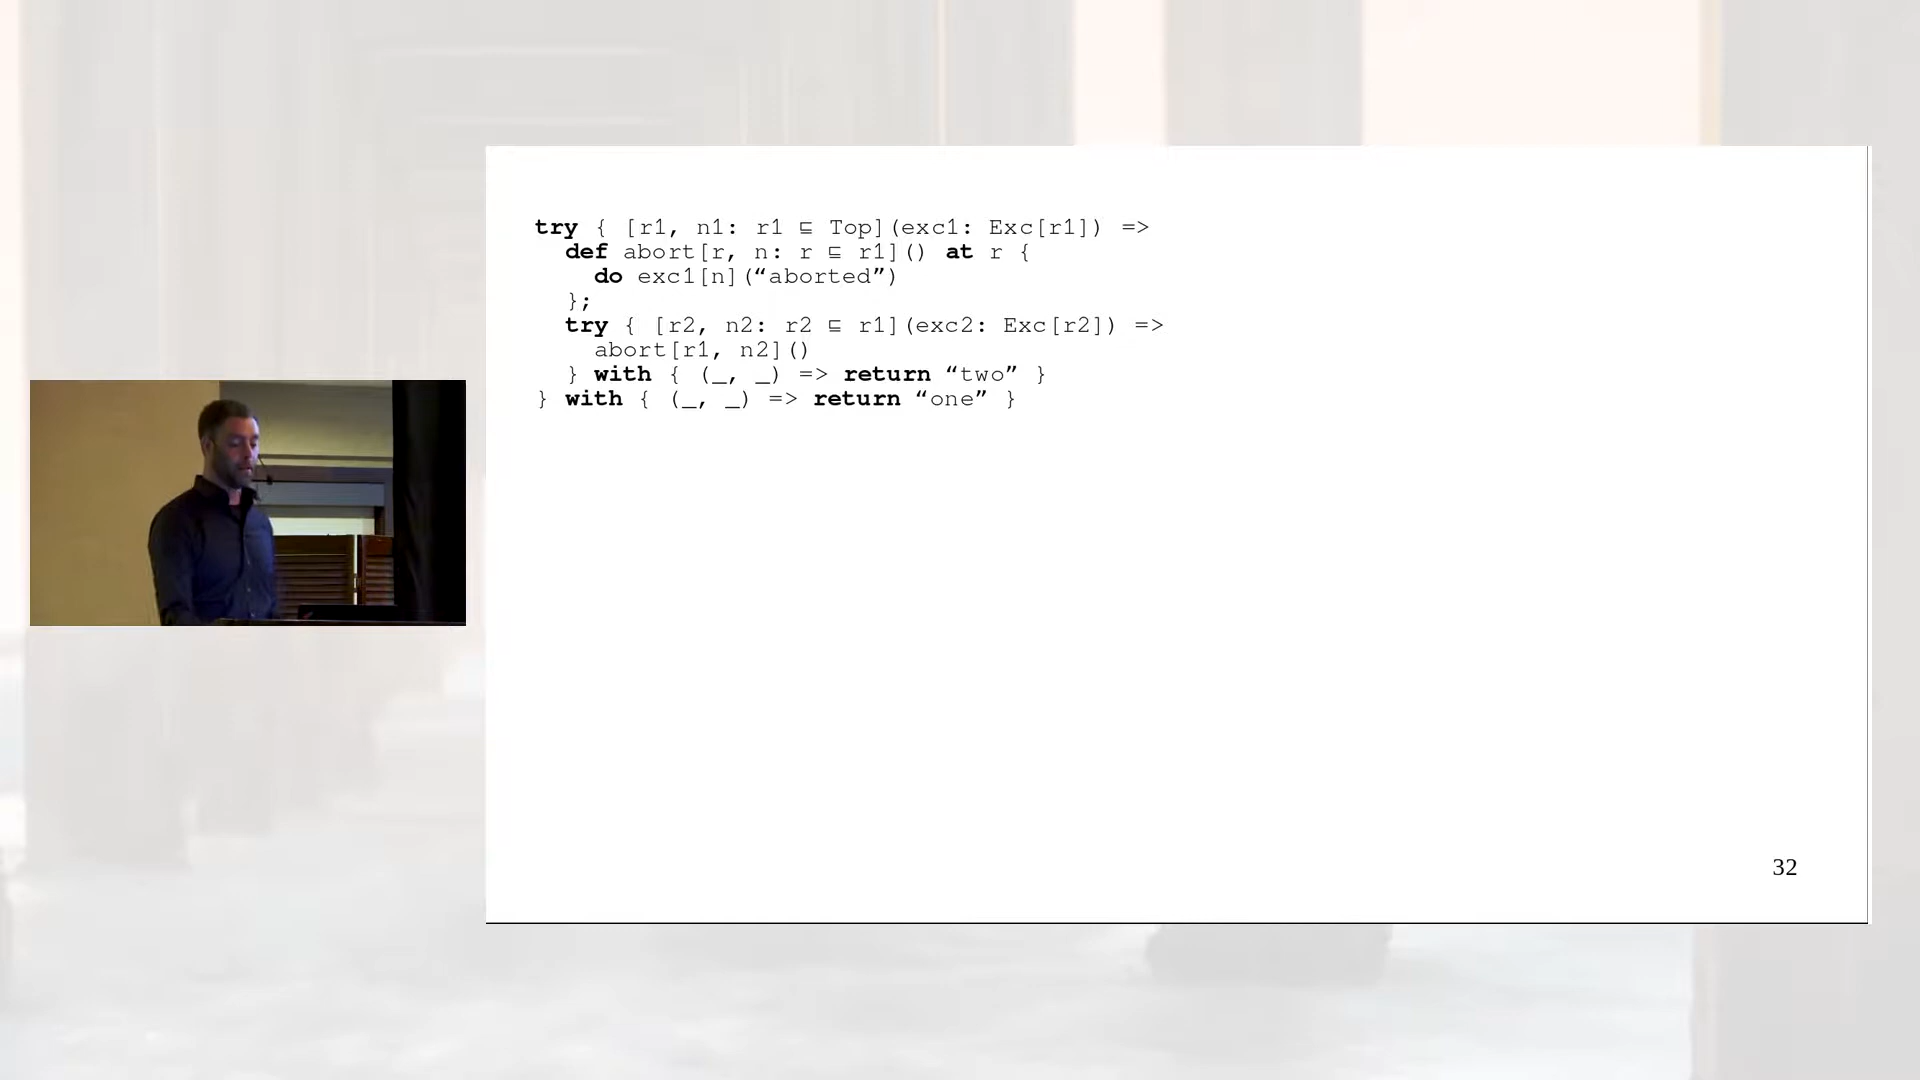 try { [r1, n1: r1 ⊑ Top](exc1: Exc[r1]) =>
def abort[r, n: r ⊑ r1]() at r {
do exc1[n](“aborted”)
};
try { [r2, n2: r2 ⊑ r1](exc2: Exc[r2]) =>
abort[r1, n2]()
} with { (_, _) => return “two” }
} with { (_, _) => return “one” }
32